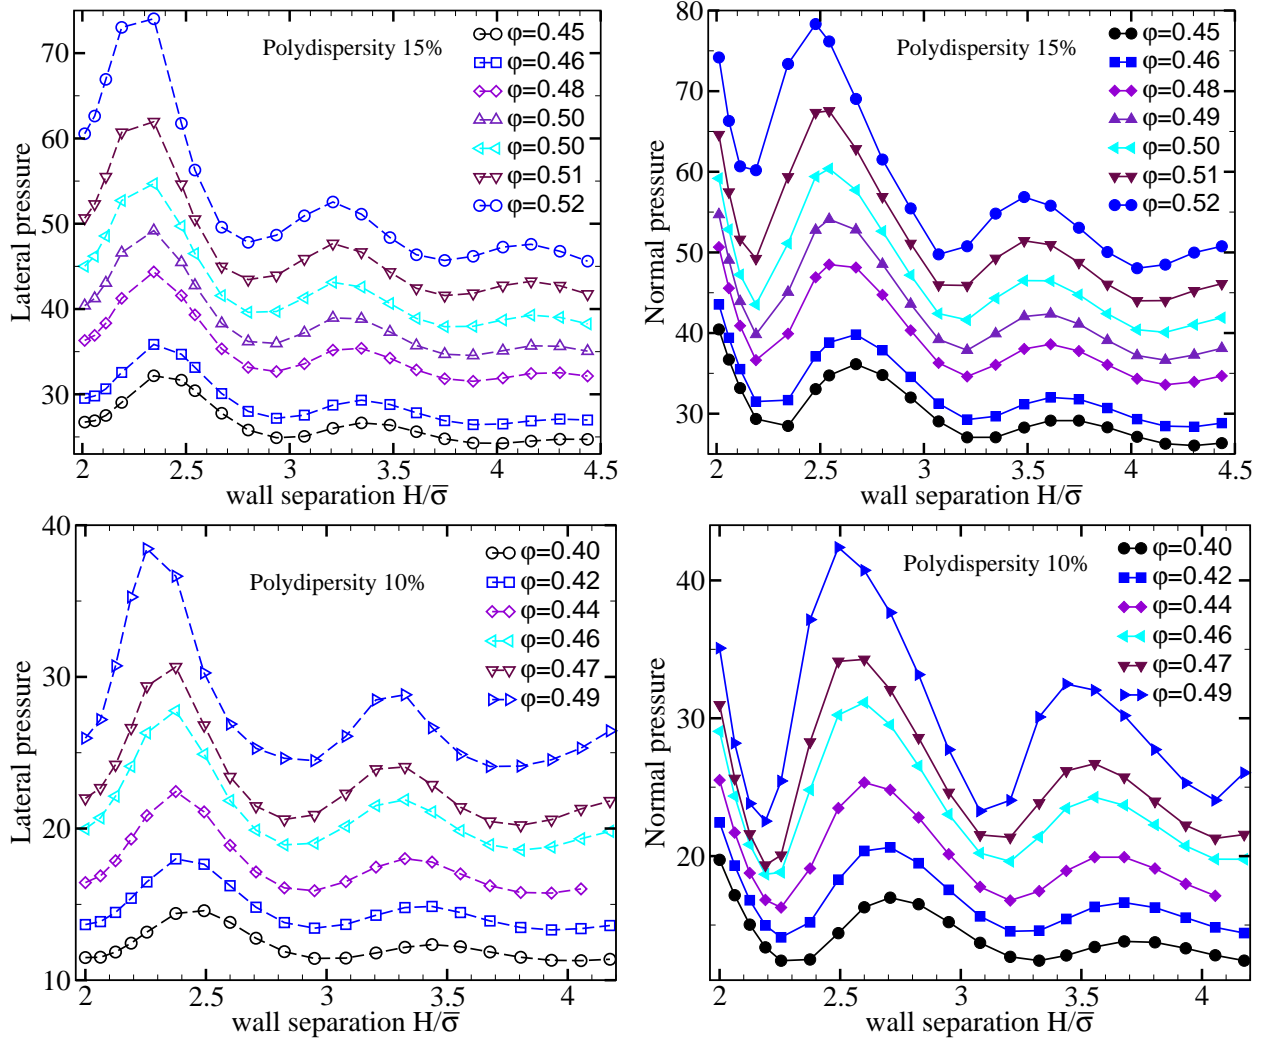 Polydispersity 15%
φ=0.45
φ=0.46
φ=0.48
φ=0.50
φ=0.50
φ=0.51
φ=0.52
Lateral pressure
70
60
50
40
30
2
2.5
3
3.5
4
4.5
wall separation H/σ̅
Polydispersity 15%
φ=0.45
φ=0.46
φ=0.48
φ=0.49
φ=0.50
φ=0.51
φ=0.52
Normal pressure
80
70
60
50
40
30
2
2.5
3
3.5
4
4.5
wall separation H/σ̅
Polydipersity 10%
φ=0.40
φ=0.42
φ=0.44
φ=0.46
φ=0.47
φ=0.49
Lateral pressure
40
30
20
10
2
2.5
3
3.5
4
wall separation H/σ̅
Polydispersity 10%
φ=0.40
φ=0.42
φ=0.44
φ=0.46
φ=0.47
φ=0.49
Normal pressure
40
30
20
2
2.5
3
3.5
4
wall separation H/σ̅